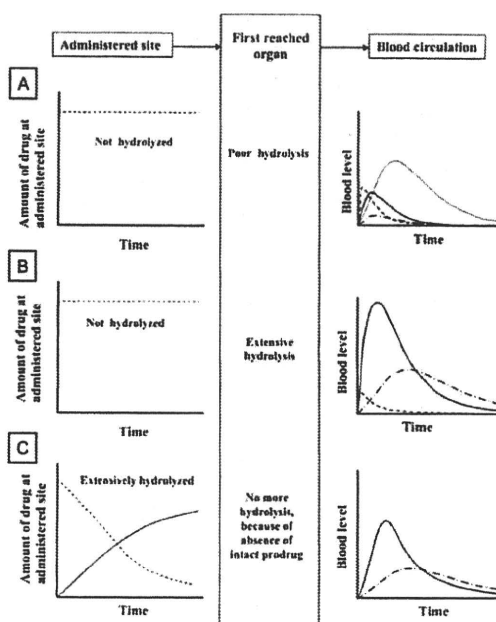 Administered site
First reached
organ
Blood circulation
A
Amount of drug at
administered site
Not hydrolyzed
Time
Poor hydrolysis
Blood level
Time
B
Amount of drug at
administered site
Not hydrolyzed
Time
Extensive
hydrolysis
Blood level
Time
C
Amount of drug at
administered site
Extensively hydrolyzed
Time
No more
hydrolysis,
because of
absence of
intact prodrug
Blood level
Time